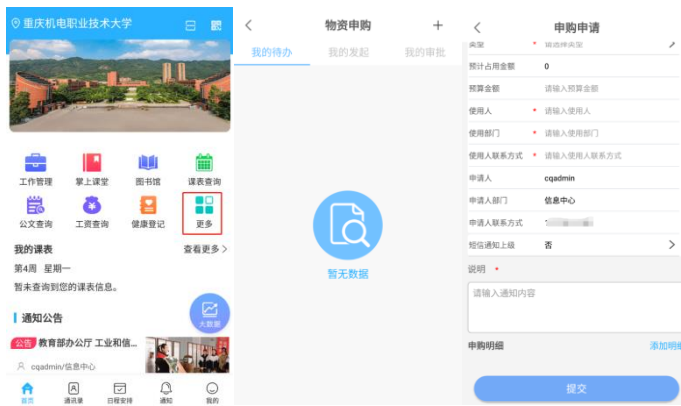 重庆机电职业技术大学
工作管理 掌上课堂 图书馆 课表查询
公文查询 工资查询 健康登记 更多
我的课表 查看更多>
第4周 星期一
暂未查询到您的课表信息。
通知公告
大数据
公告 教育部办公厅 工业和信...
cqadmin/信息中心
首页 通讯录 日程安排 通知 我的
物资申购
我的待办 我的发起 我的审批
暂无数据
申购申请
类型 * 请选择类型
预计占用金额 0
预算金额 请输入预算金额
使用人 * 请输入使用人
使用部门 * 请输入使用部门
使用人联系方式 * 请输入使用人联系方式
申请人 cqadmin
申请人部门 信息中心
申请人联系方式
短信通知上级 否
说明 *
请输入通知内容
申购明细 添加明细
提交